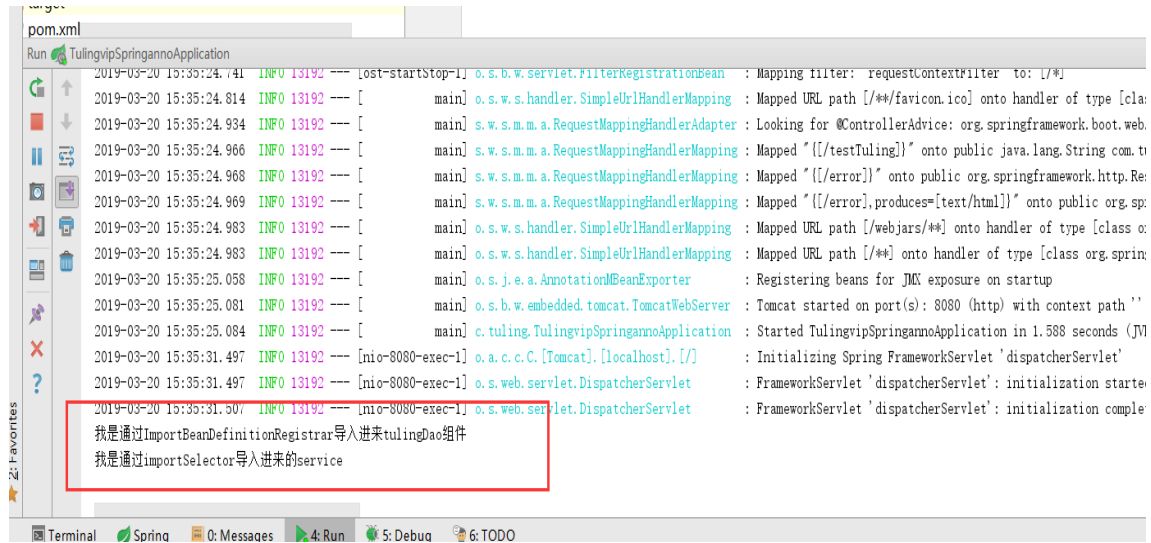 target
pom.xml
Run TulingvipSpringannoApplication
2019-03-20 15:35:24.741 INFO 13192 --- [ost-startStop-1] o.s.b.w.servlet.FilterRegistrationBean : Mapping filter: 'requestContextFilter' to: [/*]
2019-03-20 15:35:24.814 INFO 13192 --- [ main] o.s.w.s.handler.SimpleUrlHandlerMapping : Mapped URL path [/**/favicon.ico] onto handler of type [clas
2019-03-20 15:35:24.934 INFO 13192 --- [ main] s.w.s.m.m.a.RequestMappingHandlerAdapter : Looking for @ControllerAdvice: org.springframework.boot.web.
2019-03-20 15:35:24.966 INFO 13192 --- [ main] s.w.s.m.m.a.RequestMappingHandlerMapping : Mapped "{[/testTuling]}" onto public java.lang.String com.tu
2019-03-20 15:35:24.968 INFO 13192 --- [ main] s.w.s.m.m.a.RequestMappingHandlerMapping : Mapped "{[/error]}" onto public org.springframework.http.Res
2019-03-20 15:35:24.969 INFO 13192 --- [ main] s.w.s.m.m.a.RequestMappingHandlerMapping : Mapped "{[/error],produces=[text/html]}" onto public org.spr
2019-03-20 15:35:24.983 INFO 13192 --- [ main] o.s.w.s.handler.SimpleUrlHandlerMapping : Mapped URL path [/webjars/**] onto handler of type [class o
2019-03-20 15:35:24.983 INFO 13192 --- [ main] o.s.w.s.handler.SimpleUrlHandlerMapping : Mapped URL path [/**] onto handler of type [class org.spring
2019-03-20 15:35:25.058 INFO 13192 --- [ main] o.s.j.e.a.AnnotationMBeanExporter : Registering beans for JMX exposure on startup
2019-03-20 15:35:25.081 INFO 13192 --- [ main] o.s.b.w.embedded.tomcat.TomcatWebServer : Tomcat started on port(s): 8080 (http) with context path ''
2019-03-20 15:35:25.084 INFO 13192 --- [ main] c.tuling.TulingvipSpringannoApplication : Started TulingvipSpringannoApplication in 1.588 seconds (JVM
2019-03-20 15:35:31.497 INFO 13192 --- [nio-8080-exec-1] o.a.c.c.C.[Tomcat].[localhost].[/] : Initializing Spring FrameworkServlet 'dispatcherServlet'
2019-03-20 15:35:31.497 INFO 13192 --- [nio-8080-exec-1] o.s.web.servlet.DispatcherServlet : FrameworkServlet 'dispatcherServlet': initialization started
2019-03-20 15:35:31.507 INFO 13192 --- [nio-8080-exec-1] o.s.web.servlet.DispatcherServlet : FrameworkServlet 'dispatcherServlet': initialization comple
我是通过ImportBeanDefinitionRegistrar导入进来tulingDao组件
我是通过importSelector导入进来的service
2: Favorites
Terminal Spring 0: Messages 4: Run 5: Debug 6: TODO